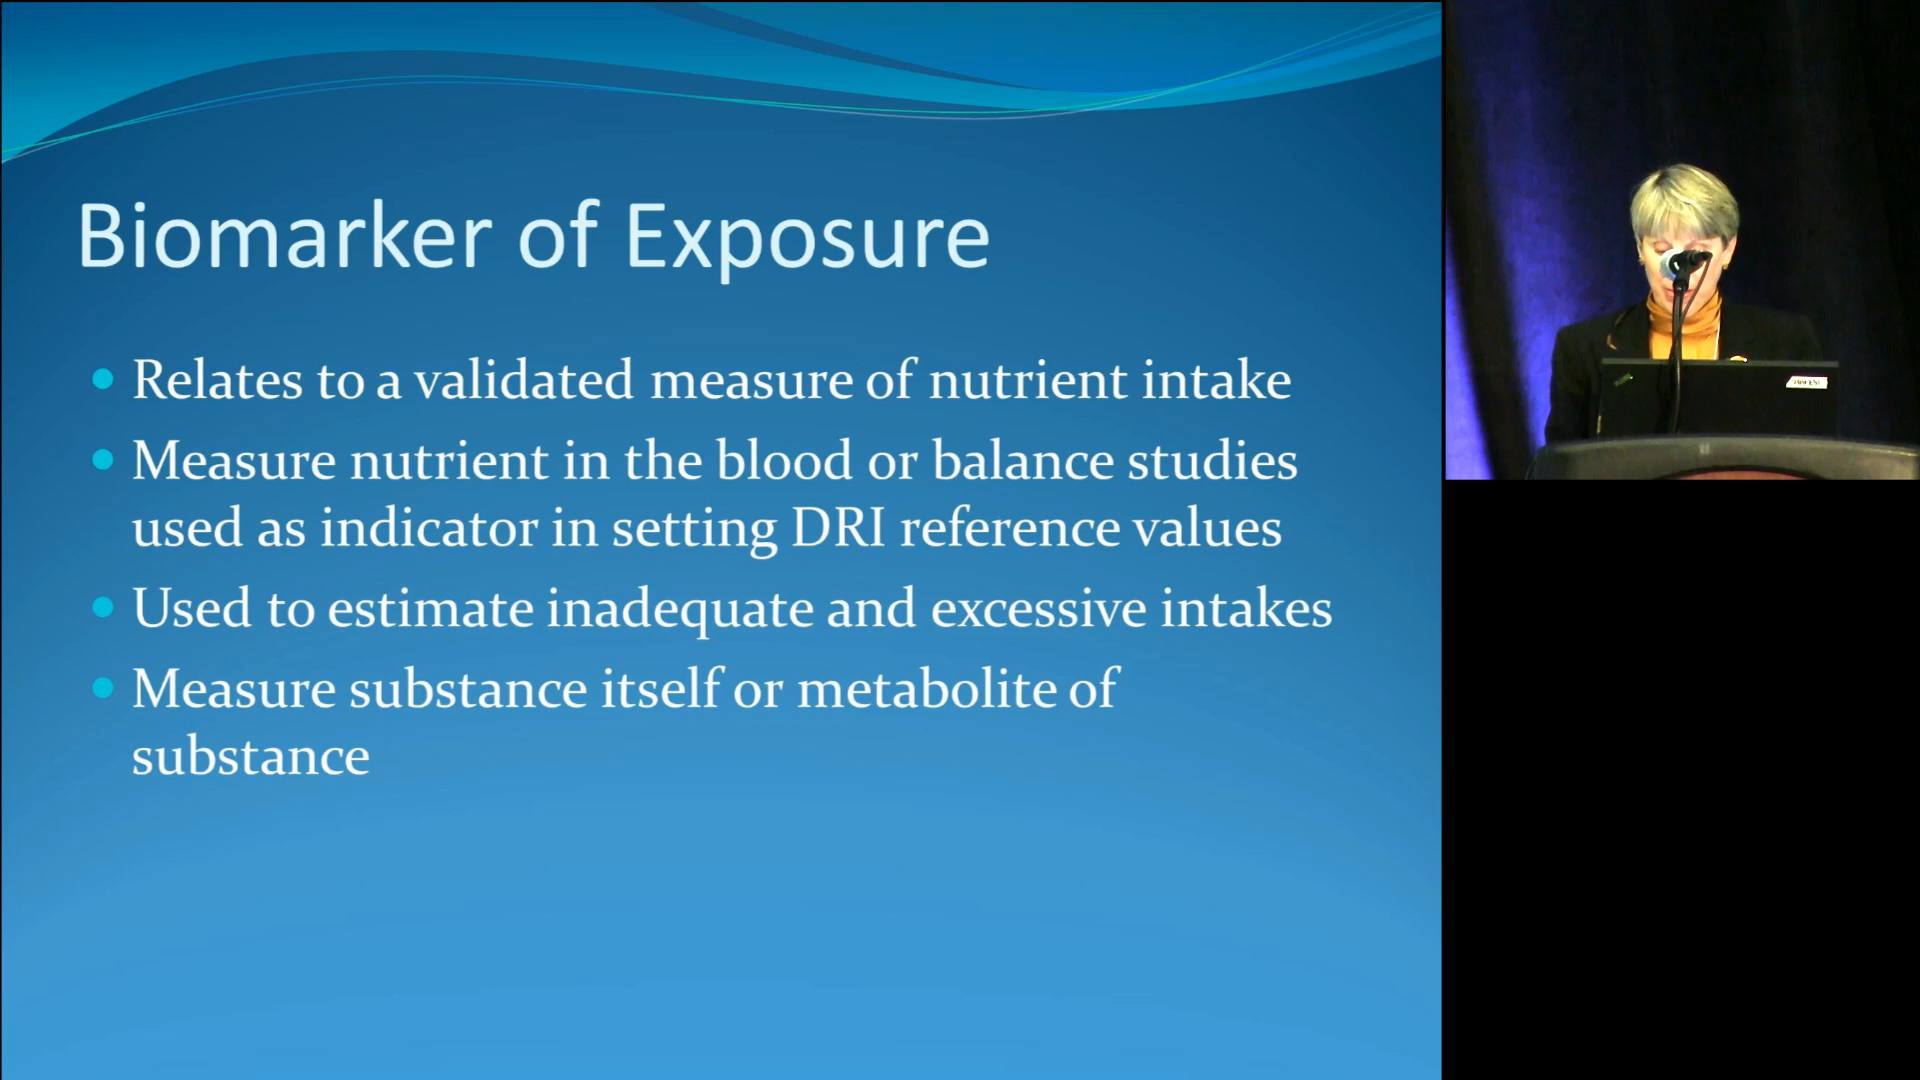 Biomarker of Exposure
Relates to a validated measure of nutrient intake
Measure nutrient in the blood or balance studies
used as indicator in setting DRI reference values
Used to estimate inadequate and excessive intakes
Measure substance itself or metabolite of
substance